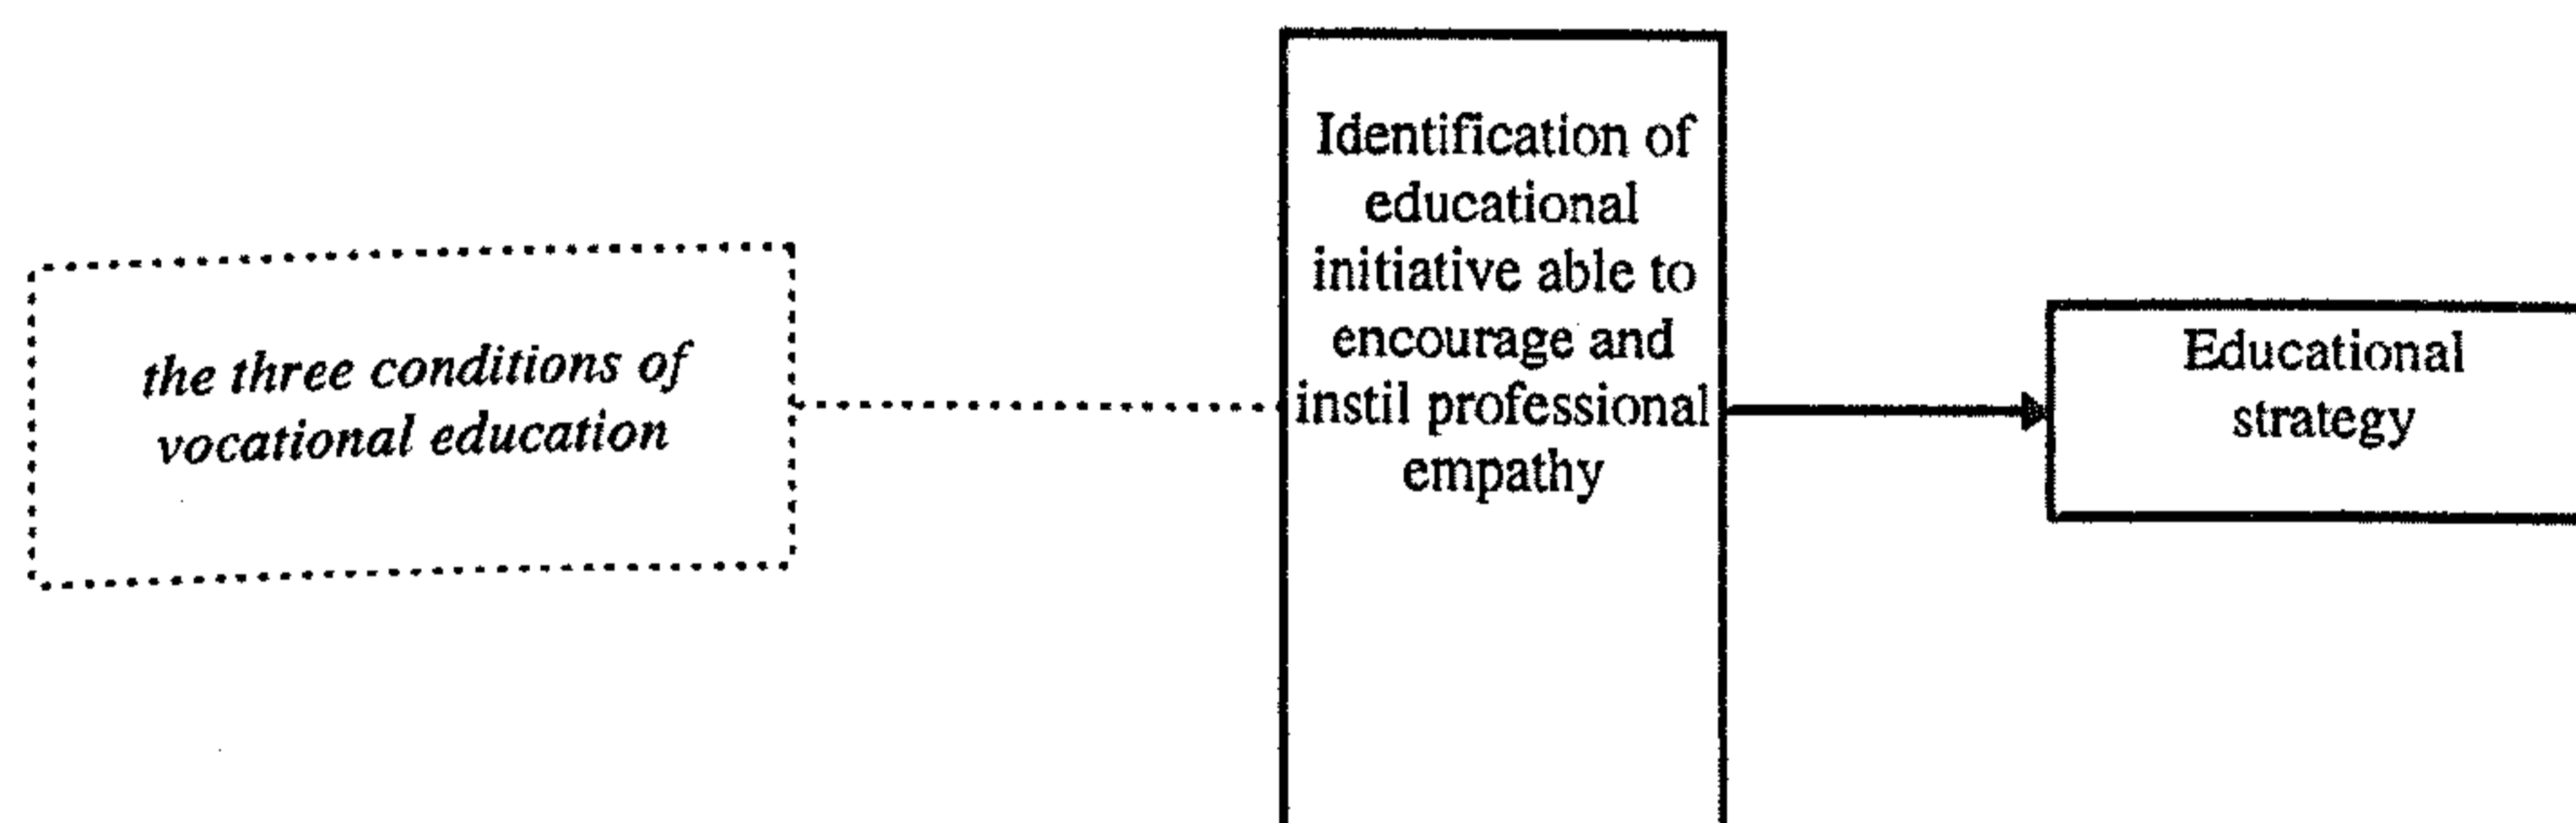 the three conditions of
vocational education
Identification of
educational
initiative able to
encourage and
instil professional
empathy
Educational
strategy